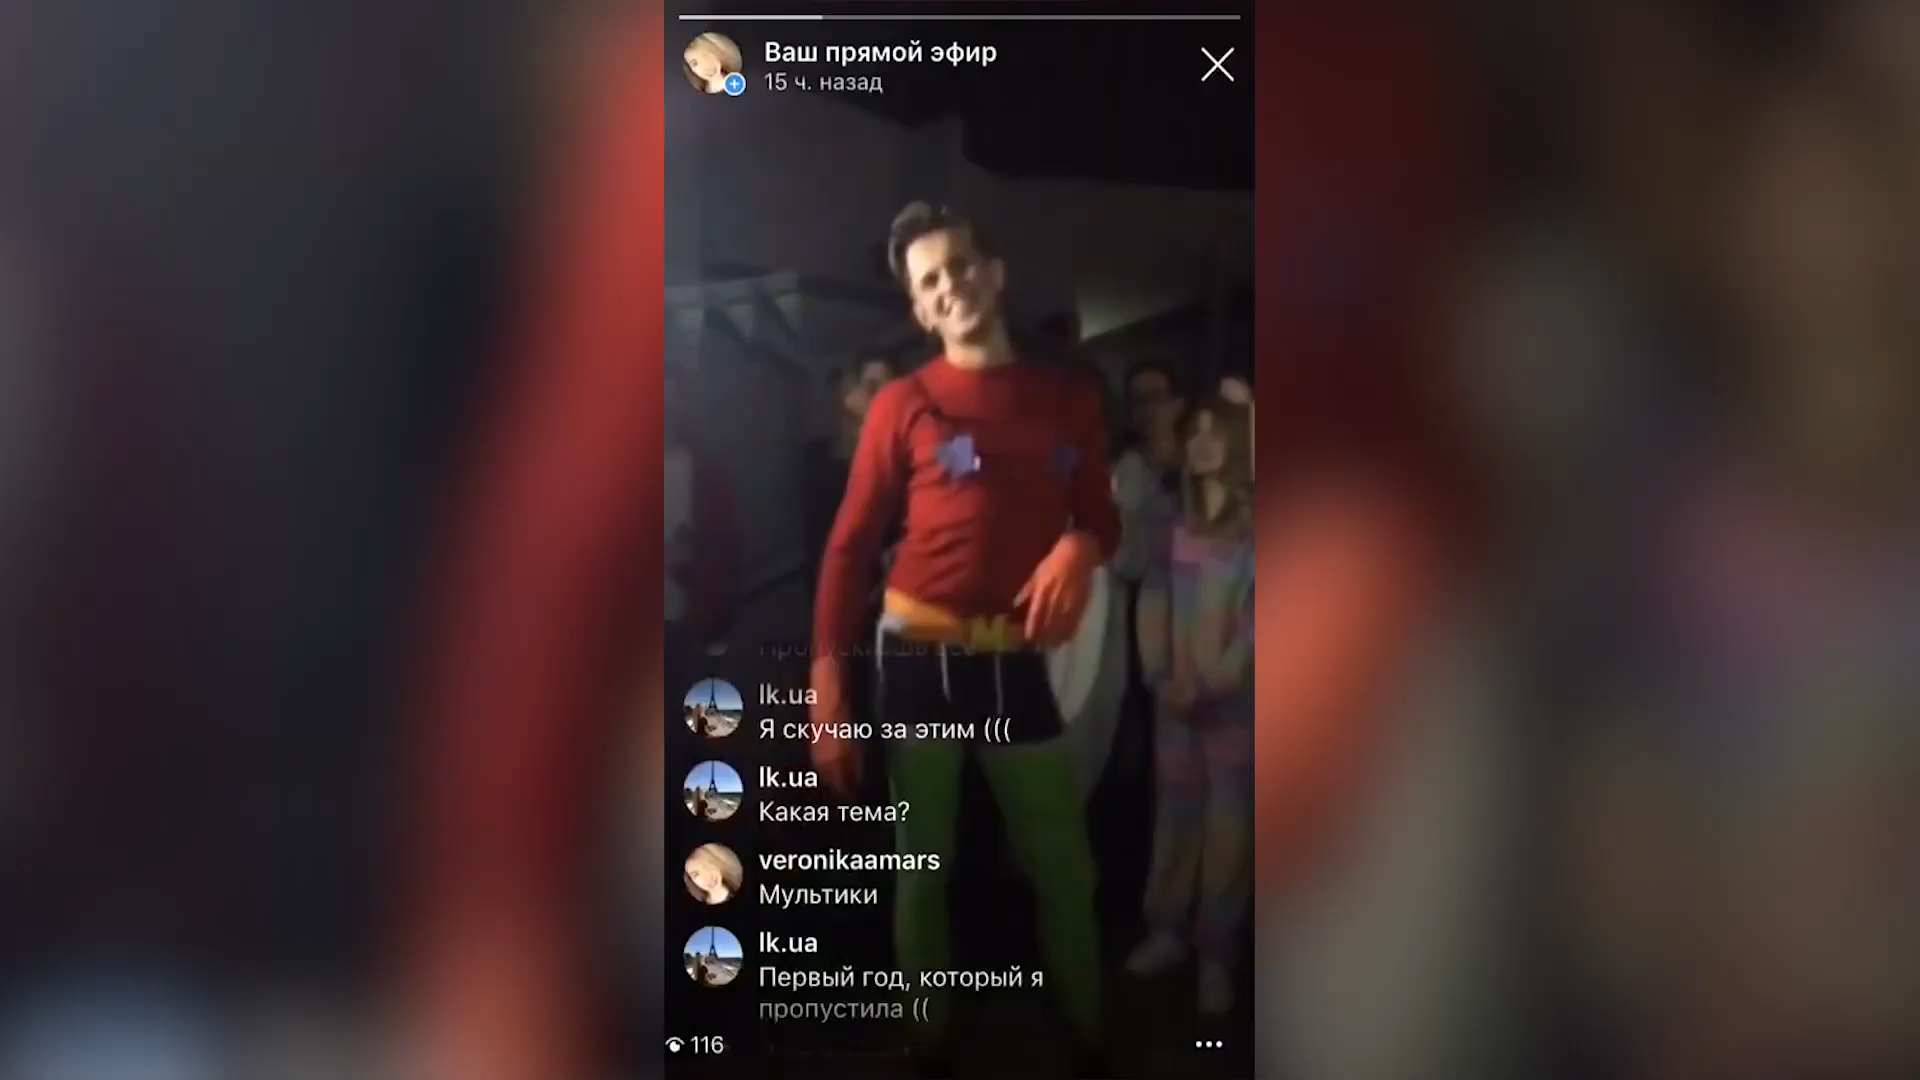 Ваш прямой эфир
15 ч. назад
lk.ua
Я скучаю за этим (((
lk.ua
Какая тема?
veronikaamars
Мультики
lk.ua
Первый год, который я
пропустила ((
116